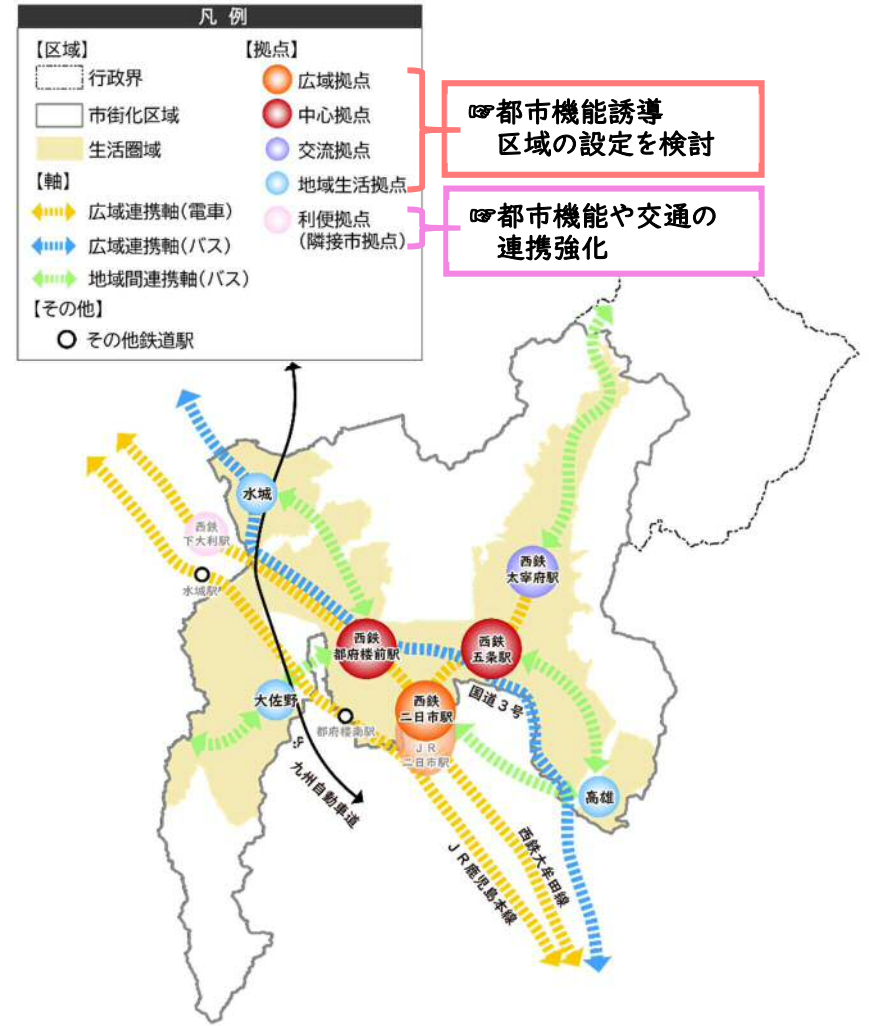 凡 例
【区域】
行政界
市街化区域
生活圏域
【軸】
広域連携軸(電車)
広域連携軸(バス)
地域間連携軸(バス)
【その他】
その他鉄道駅
【拠点】
広域拠点
中心拠点
交流拠点
地域生活拠点
利便拠点
(隣接市拠点)
☞都市機能誘導
区域の設定を検討
☞都市機能や交通の
連携強化
水城
西鉄
下大利駅
水城駅
西鉄
太宰府駅
西鉄
都府楼前駅
西鉄
五条駅
大佐野
都府楼南駅
西鉄
二日市駅
JR
二日市駅
国道3号
高雄
九州自動車道
西鉄大牟田線
JR鹿児島本線